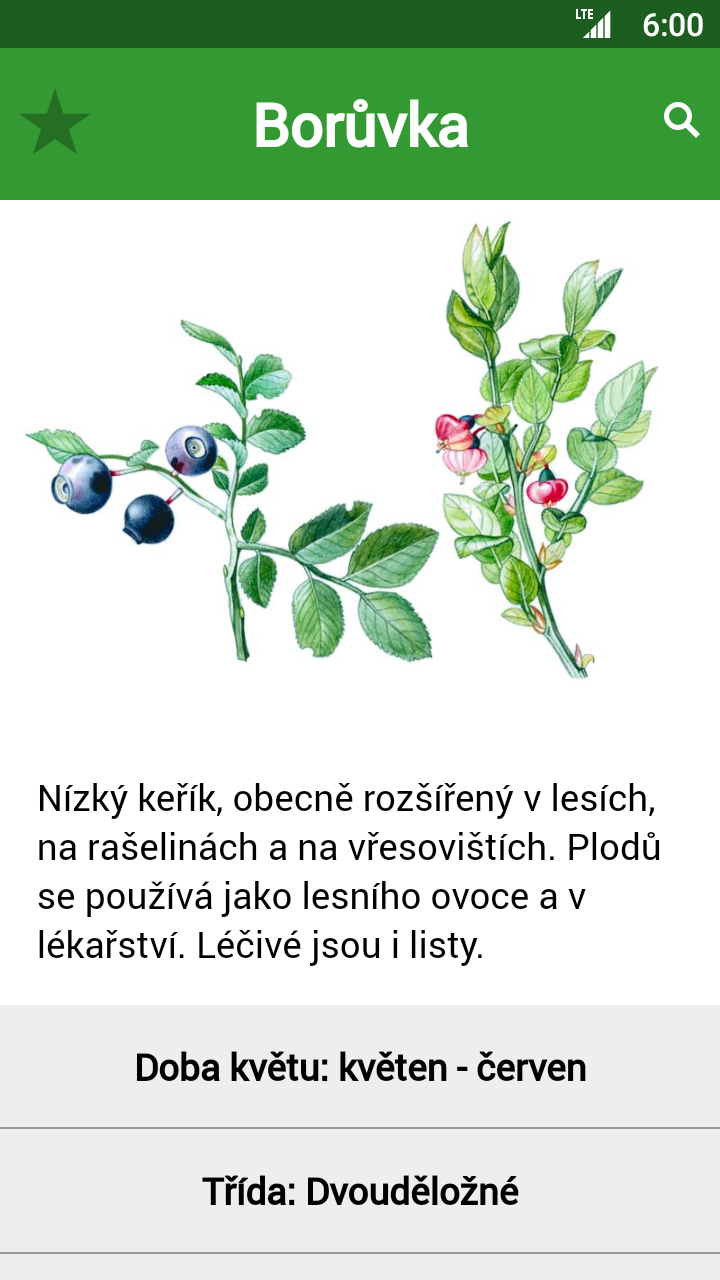 LTE 6:00
Borůvka
Nízký keřík, obecně rozšířený v lesích,
na rašelinách a na vřesovištích. Plodů
se používá jako lesního ovoce a v
lékařství. Léčivé jsou i listy.
Doba květu: květen - červen
Třída: Dvouděložné